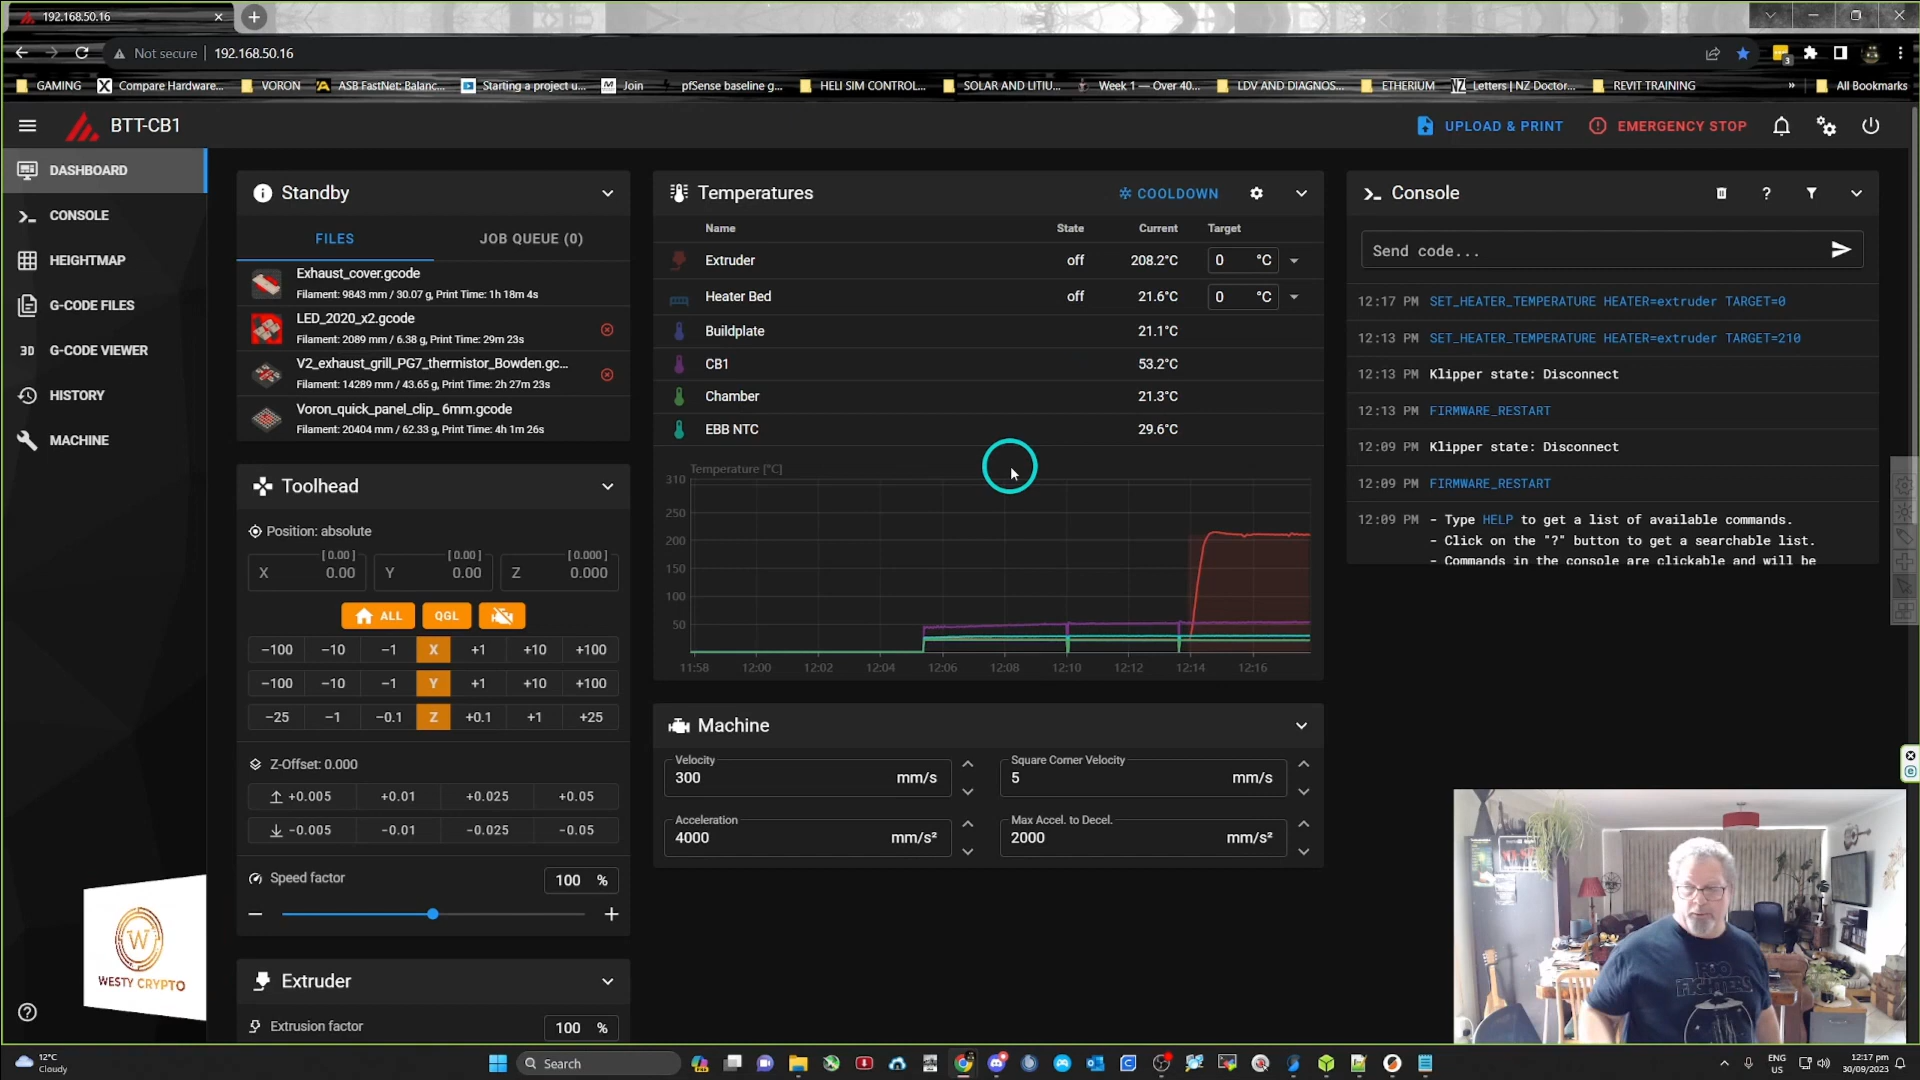 192.168.50.16
Not secure
192.168.50.16
GAMING
Compare Hardware...
VORON
ASB FastNet: Balanc...
Starting a project u...
Join
pfSense baseline g...
HELI SIM CONTROL...
SOLAR AND LITIU...
Week 1 — Over 40...
LDV AND DIAGNOS...
ETHERIUM
Letters | NZ Doctor...
REVIT TRAINING
»
All Bookmarks
BTT-CB1
UPLOAD & PRINT
EMERGENCY STOP
DASHBOARD
CONSOLE
HEIGHTMAP
G-CODE FILES
3D G-CODE VIEWER
HISTORY
MACHINE
Standby
FILES
JOB QUEUE (0)
Exhaust_cover.gcode
Filament: 9843 mm / 30.07 g, Print Time: 1h 18m 4s
LED_2020_x2.gcode
Filament: 2089 mm / 6.38 g, Print Time: 29m 23s
V2_exhaust_grill_PG7_thermistor_Bowden.gc...
Filament: 14289 mm / 43.65 g, Print Time: 2h 27m 23s
Voron_quick_panel_clip_ 6mm.gcode
Filament: 20404 mm / 62.33 g, Print Time: 4h 1m 26s
Toolhead
Position: absolute
[ 0.00 ] [ 0.00 ] [ 0.000 ]
X 0.00 Y 0.00 Z 0.000
ALL QGL
−100 −10 −1 X +1 +10 +100
−100 −10 −1 Y +1 +10 +100
−25 −1 −0.1 Z +0.1 +1 +25
Z-Offset: 0.000
+0.005 +0.01 +0.025 +0.05
-0.005 -0.01 -0.025 -0.05
Speed factor
100 %
Extruder
Extrusion factor
100 %
Temperatures
COOLDOWN
Name State Current Target
Extruder off 208.2°C 0 °C
Heater Bed off 21.6°C 0 °C
Buildplate 21.1°C
CB1 53.2°C
Chamber 21.3°C
EBB NTC 29.6°C
Temperature [°C]
310
250
200
150
100
50
11:58 12:00 12:02 12:04 12:06 12:08 12:10 12:12 12:14 12:16
Machine
Velocity
300 mm/s
Square Corner Velocity
5 mm/s
Acceleration
4000 mm/s²
Max Accel. to Decel.
2000 mm/s²
Console
Send code...
12:17 PM SET_HEATER_TEMPERATURE HEATER=extruder TARGET=0
12:13 PM SET_HEATER_TEMPERATURE HEATER=extruder TARGET=210
12:13 PM Klipper state: Disconnect
12:13 PM FIRMWARE_RESTART
12:09 PM Klipper state: Disconnect
12:09 PM FIRMWARE_RESTART
12:09 PM - Type HELP to get a list of available commands.
- Click on the "?" button to get a searchable list.
- Commands in the console are clickable and will be
W
WESTY CRYPTO
FOO
FIGHTERS
12°C
Cloudy
Search
ENG
US
12:17 pm
30/09/2023